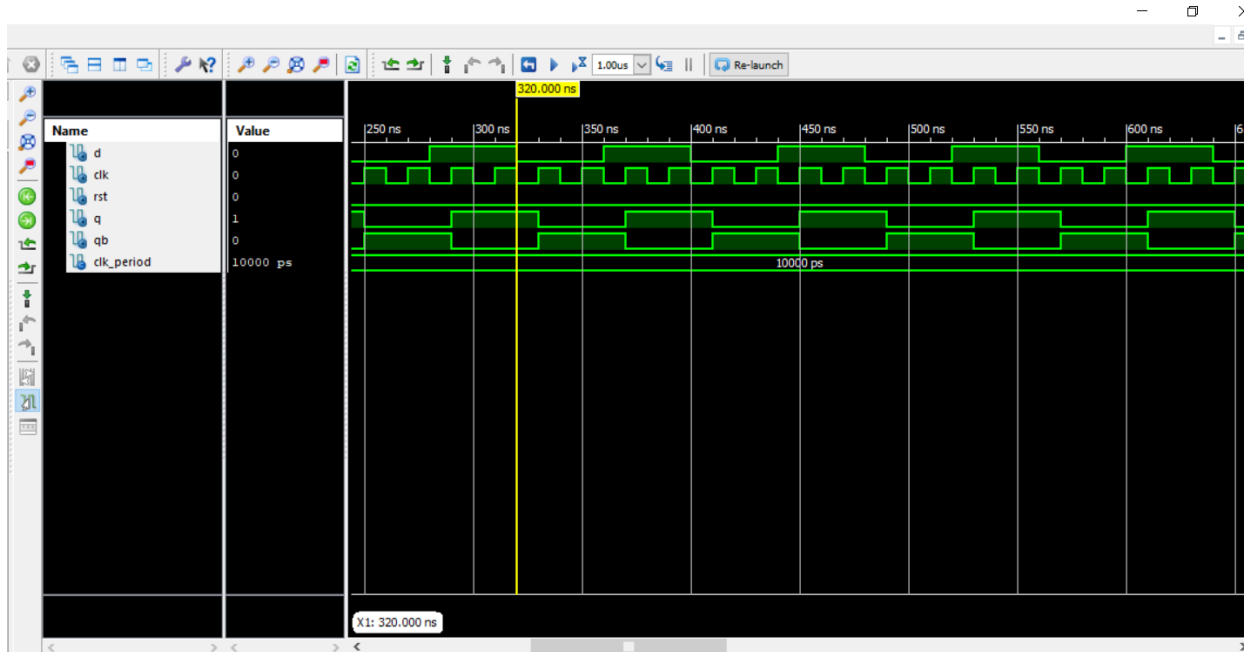 1.00us Re-launch
320.000 ns
Name Value
250 ns 300 ns 350 ns 400 ns 450 ns 500 ns 550 ns 600 ns 6
d 0
clk 0
rst 0
q 1
qb 0
clk_period 10000 ps 10000 ps
X1: 320.000 ns